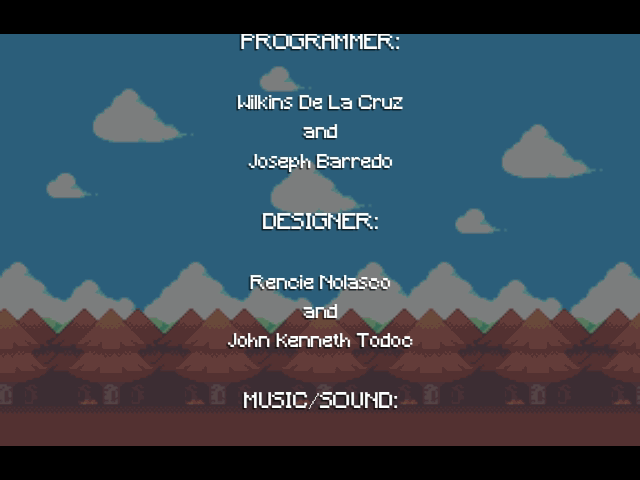 PROGRAMMER:
Wilkins De La Cruz
and
Joseph Barredo
DESIGNER:
Rencie Nolasco
and
John Kenneth Todoc
MUSIC/SOUND: